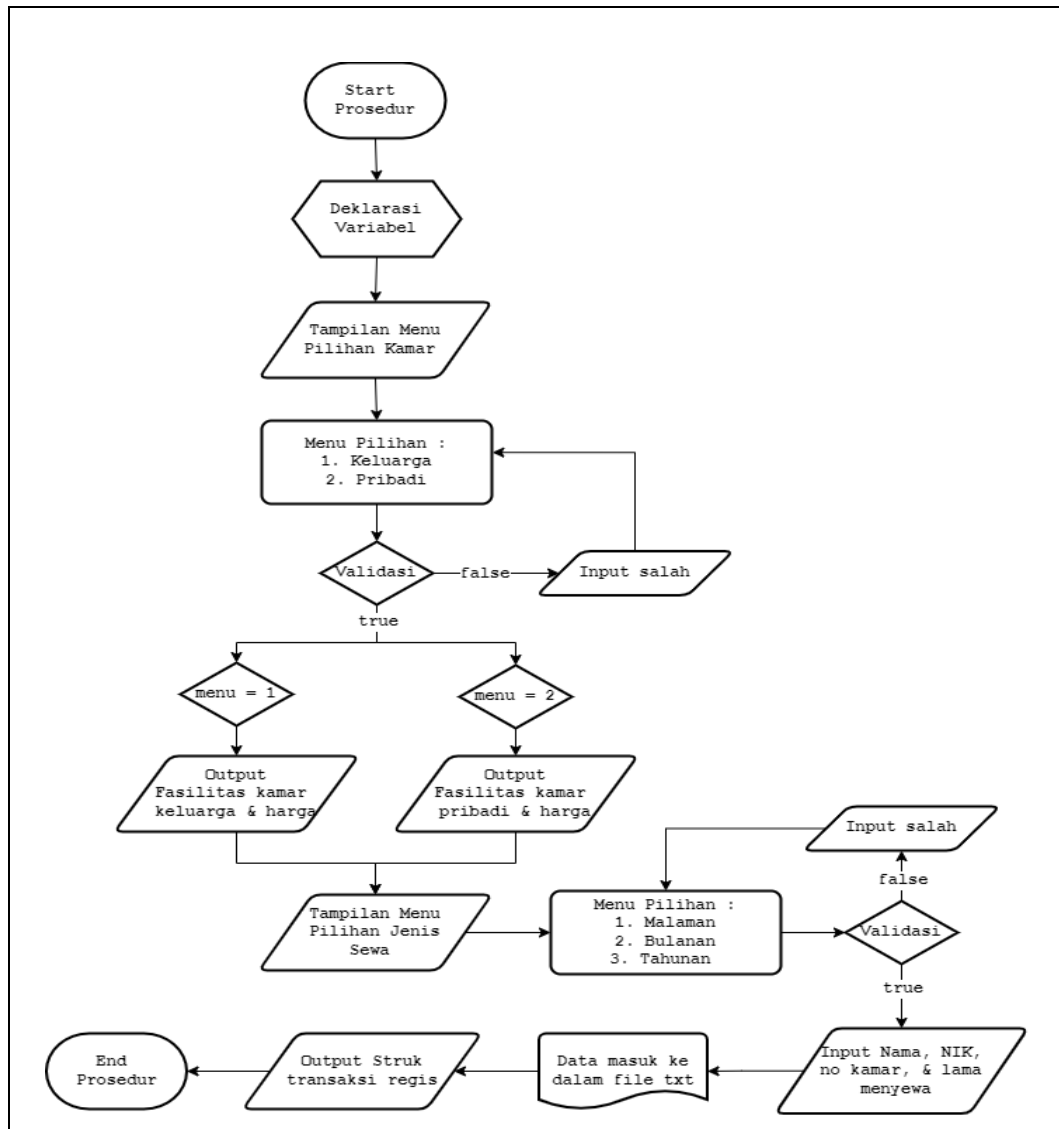 Start
Prosedur
Deklarasi
Variabel
Tampilan Menu
Pilihan Kamar
Menu Pilihan :
1. Keluarga
2. Pribadi
Validasi
false
Input salah
true
menu = 1
menu = 2
Output
Fasilitas kamar
keluarga & harga
Output
Fasilitas kamar
pribadi & harga
Tampilan Menu
Pilihan Jenis
Sewa
Menu Pilihan :
1. Malaman
2. Bulanan
3. Tahunan
Validasi
false
Input salah
true
Input Nama, NIK,
no kamar, & lama
menyewa
Data masuk ke
dalam file txt
Output Struk
transaksi regis
End
Prosedur